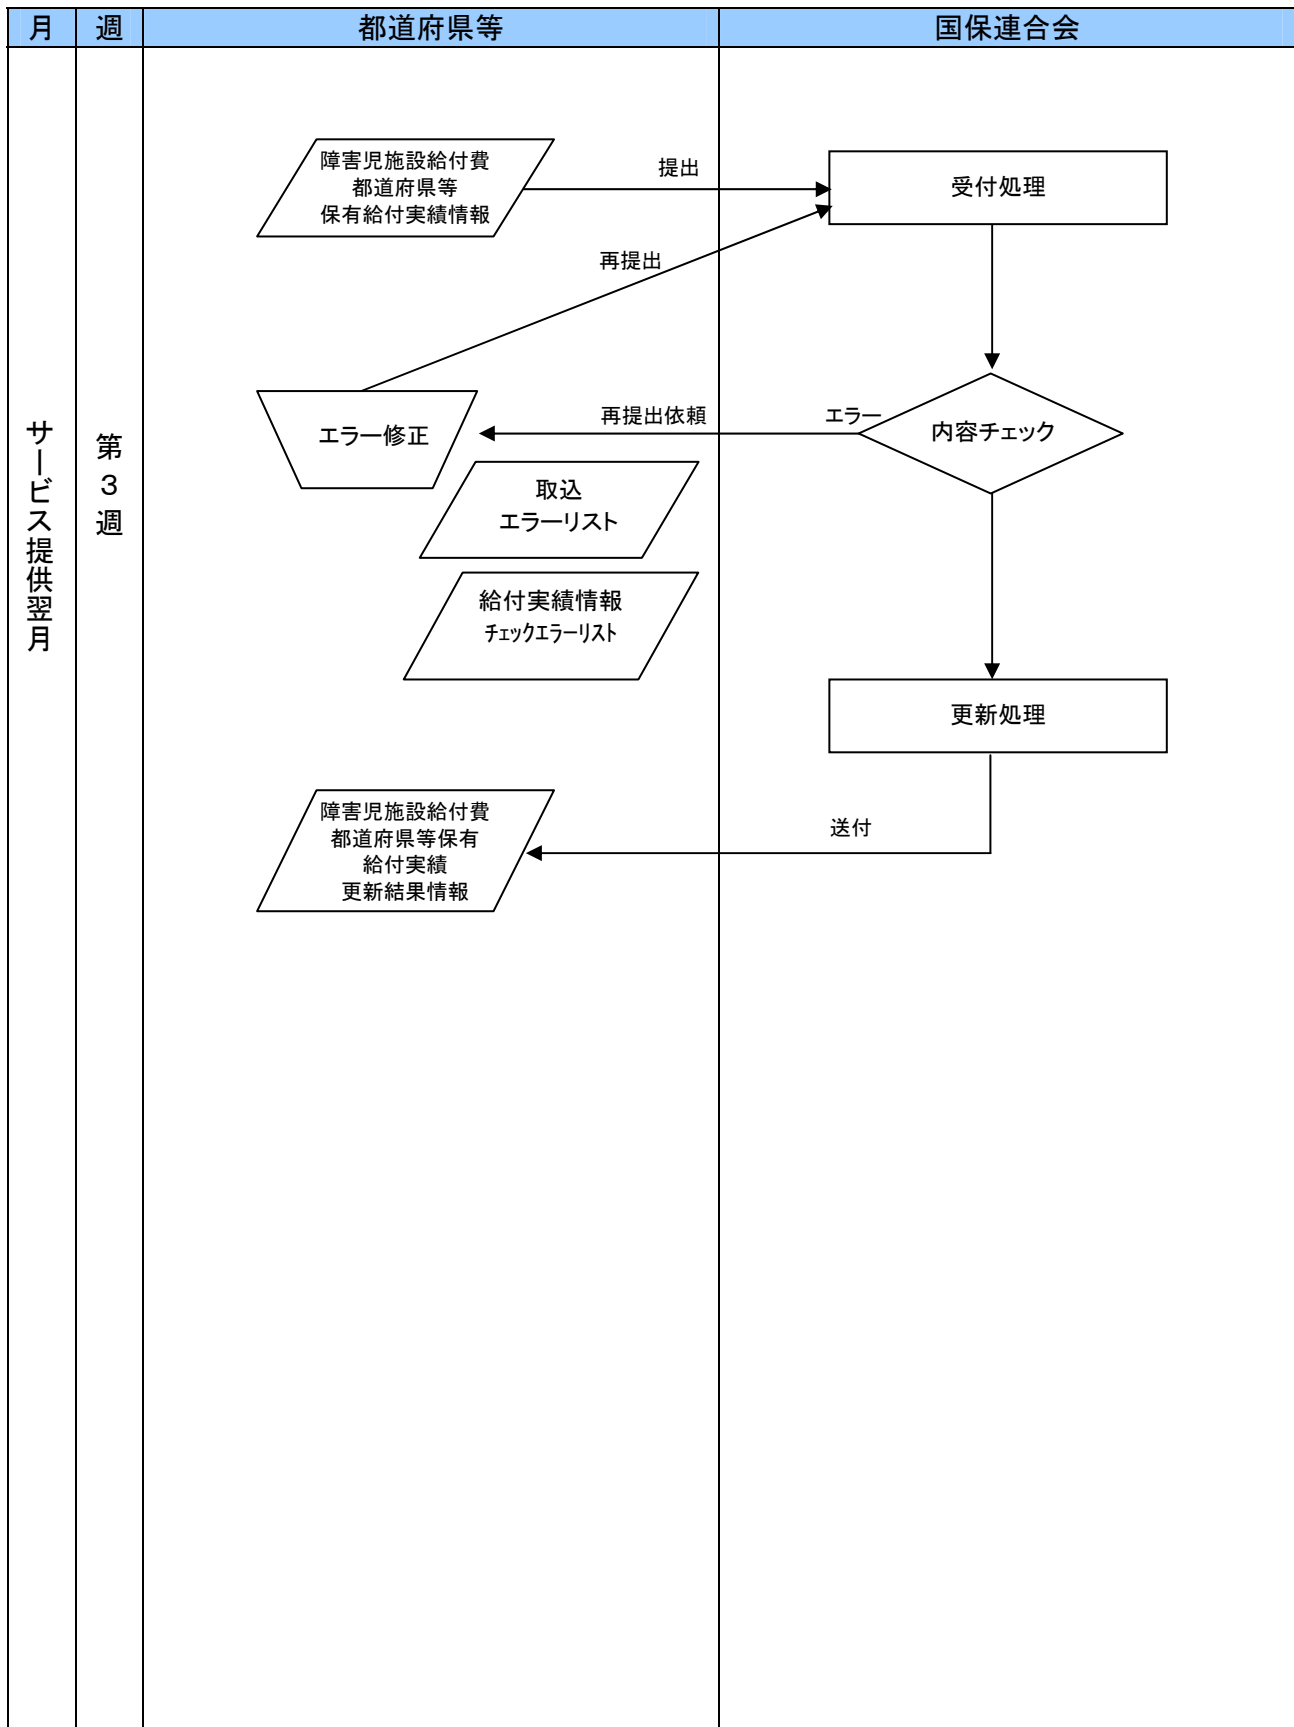 月 週 都道府県等 国保連合会
障害児施設給付費
都道府県等
保有給付実績情報
提出
受付処理
再提出
エラー修正
再提出依頼
エラー
内容チェック
サービス提供翌月
第3週
取込
エラーリスト
給付実績情報
ﾁｪｯｸｴﾗｰﾘｽﾄ
更新処理
障害児施設給付費
都道府県等保有
給付実績
更新結果情報
送付